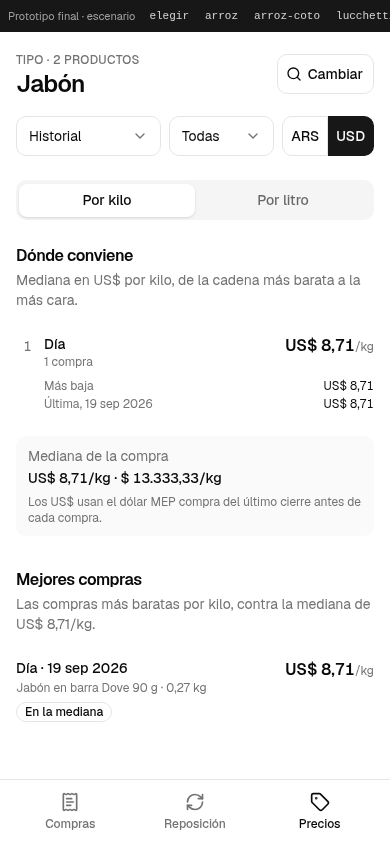 Prototipo final · escenario elegir arroz arroz-coto lucchett
TIPO · 2 PRODUCTOS
Jabón
Cambiar
Historial
Todas
ARS
USD
Por kilo
Por litro
Dónde conviene
Mediana en US$ por kilo, de la cadena más barata a la
más cara.
1 Día US$ 8,71/kg
1 compra
Más baja US$ 8,71
Última, 19 sep 2026 US$ 8,71
Mediana de la compra
US$ 8,71/kg · $ 13.333,33/kg
Los US$ usan el dólar MEP compra del último cierre antes de
cada compra.
Mejores compras
Las compras más baratas por kilo, contra la mediana de
US$ 8,71/kg.
Día · 19 sep 2026 US$ 8,71/kg
Jabón en barra Dove 90 g · 0,27 kg
En la mediana
Compras
Reposición
Precios